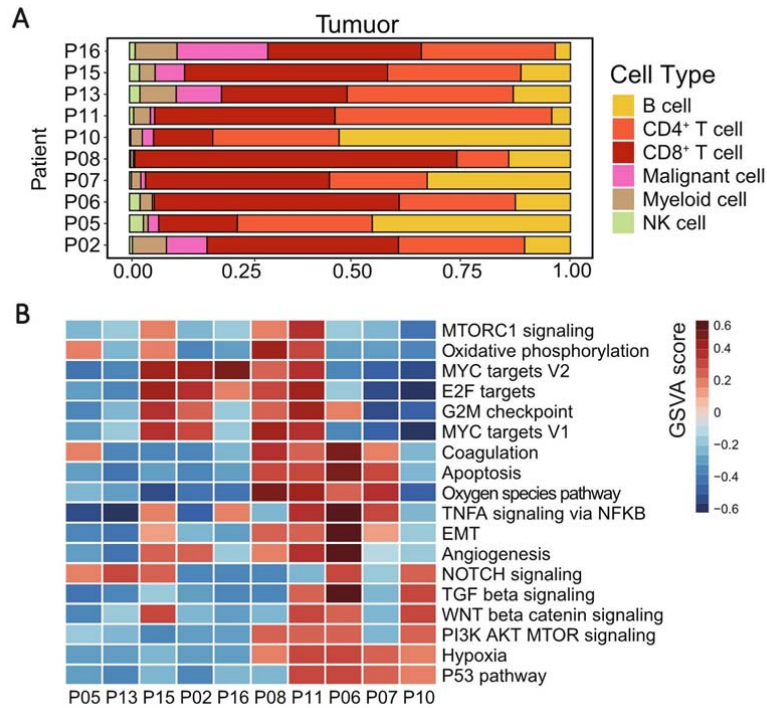 A
Tumuor
Patient
P16
P15
P13
P11
P10
P08
P07
P06
P05
P02
0.00 0.25 0.50 0.75 1.00
Cell Type
B cell
CD4⁺ T cell
CD8⁺ T cell
Malignant cell
Myeloid cell
NK cell
B
MTORC1 signaling
Oxidative phosphorylation
MYC targets V2
E2F targets
G2M checkpoint
MYC targets V1
Coagulation
Apoptosis
Oxygen species pathway
TNFA signaling via NFKB
EMT
Angiogenesis
NOTCH signaling
TGF beta signaling
WNT beta catenin signaling
PI3K AKT MTOR signaling
Hypoxia
P53 pathway
P05 P13 P15 P02 P16 P08 P11 P06 P07 P10
GSVA score
0.6
0.4
0.2
0
−0.2
−0.4
−0.6